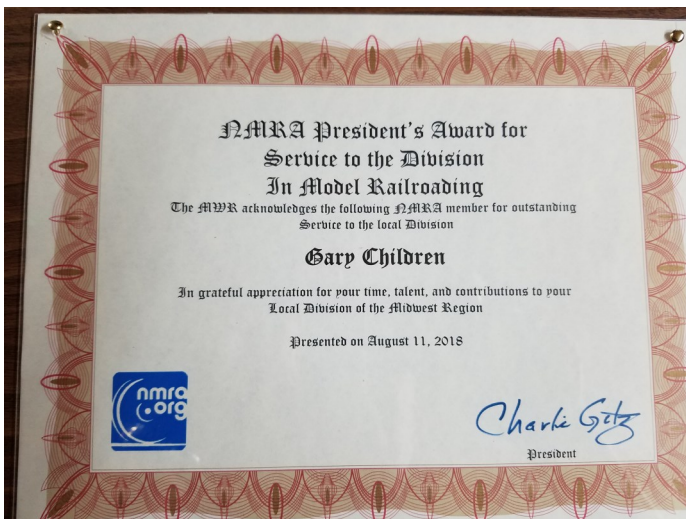 NMRA President's Award for
Service to the Division
In Model Railroading
The MWR acknowledges the following NMRA member for outstanding
Service to the local Division
Gary Children
In grateful appreciation for your time, talent, and contributions to your
Local Division of the Midwest Region
Presented on August 11, 2018
nmra
.org
Charlie Getz
President